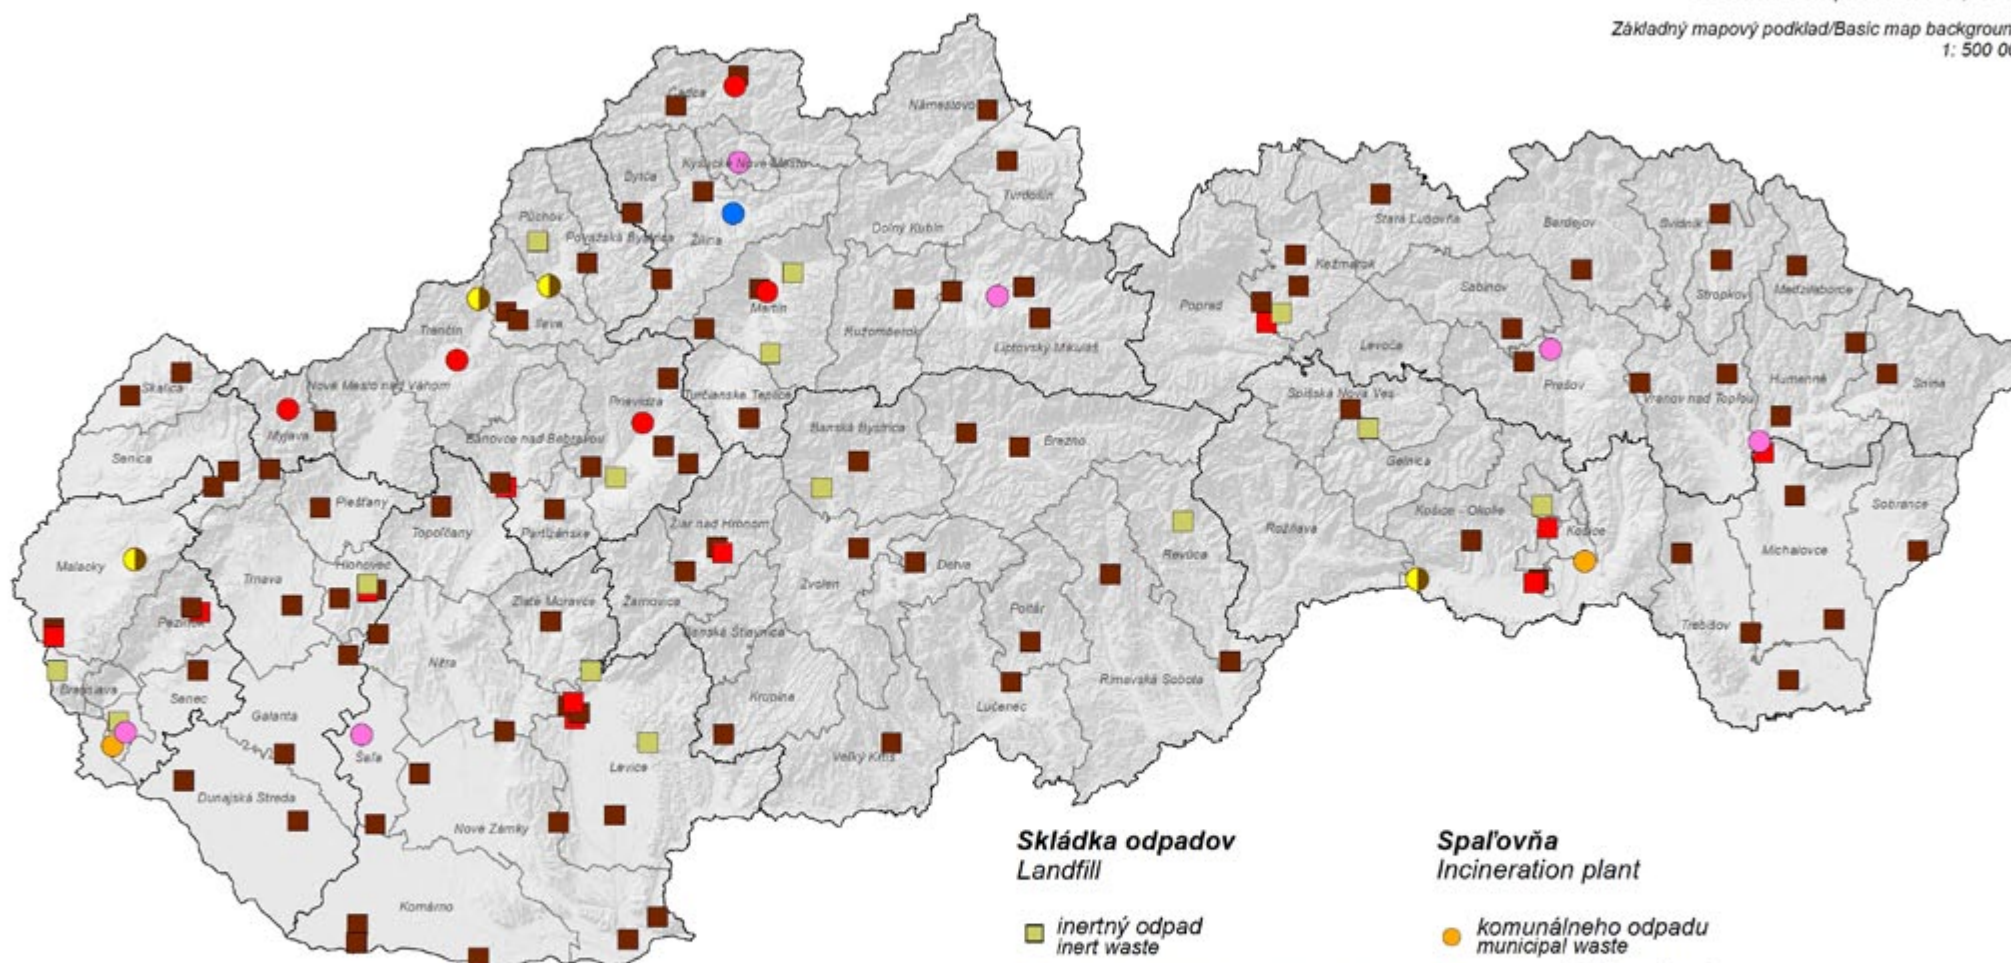 Základný mapový podklad/Basic map backgroun
1: 500 0
Čadca
Námestovo
Kysucké Nové Mesto
Bytča
Tvrdošín
Stará Ľubovňa
Púchov
Považská Bystrica
Žilina
Dolný Kubín
Bardejov
Svidník
Kežmarok
Sabinov
Stropkov
Medzilaborce
Poprad
Trenčín
Ilava
Martin
Ružomberok
Liptovský Mikuláš
Levoča
Prešov
Skalica
Nové Mesto nad Váhom
Prievidza
Turčianske Teplice
Spišská Nová Ves
Vranov nad Topľou
Humenné
Snina
Myjava
Bánovce nad Bebravou
Banská Bystrica
Brezno
Senica
Gelnica
Piešťany
Topoľčany
Partizánske
Žiar nad Hronom
Revúca
Rožňava
Košice - Okolie
Košice
Sobrance
Malacky
Trnava
Hlohovec
Zvolen
Detva
Michalovce
Pezinok
Zlaté Moravce
Žarnovica
Poltár
Banská Štiavnica
Trebišov
Nitra
Bratislava
Senec
Krupina
Rimavská Sobota
Galanta
Lučenec
Šaľa
Levice
Veľký Krtíš
Dunajská Streda
Nové Zámky
Komárno
Skládka odpadov
Landfill
inertný odpad
inert waste
Spaľovňa
Incineration plant
komunálneho odpadu
municipal waste